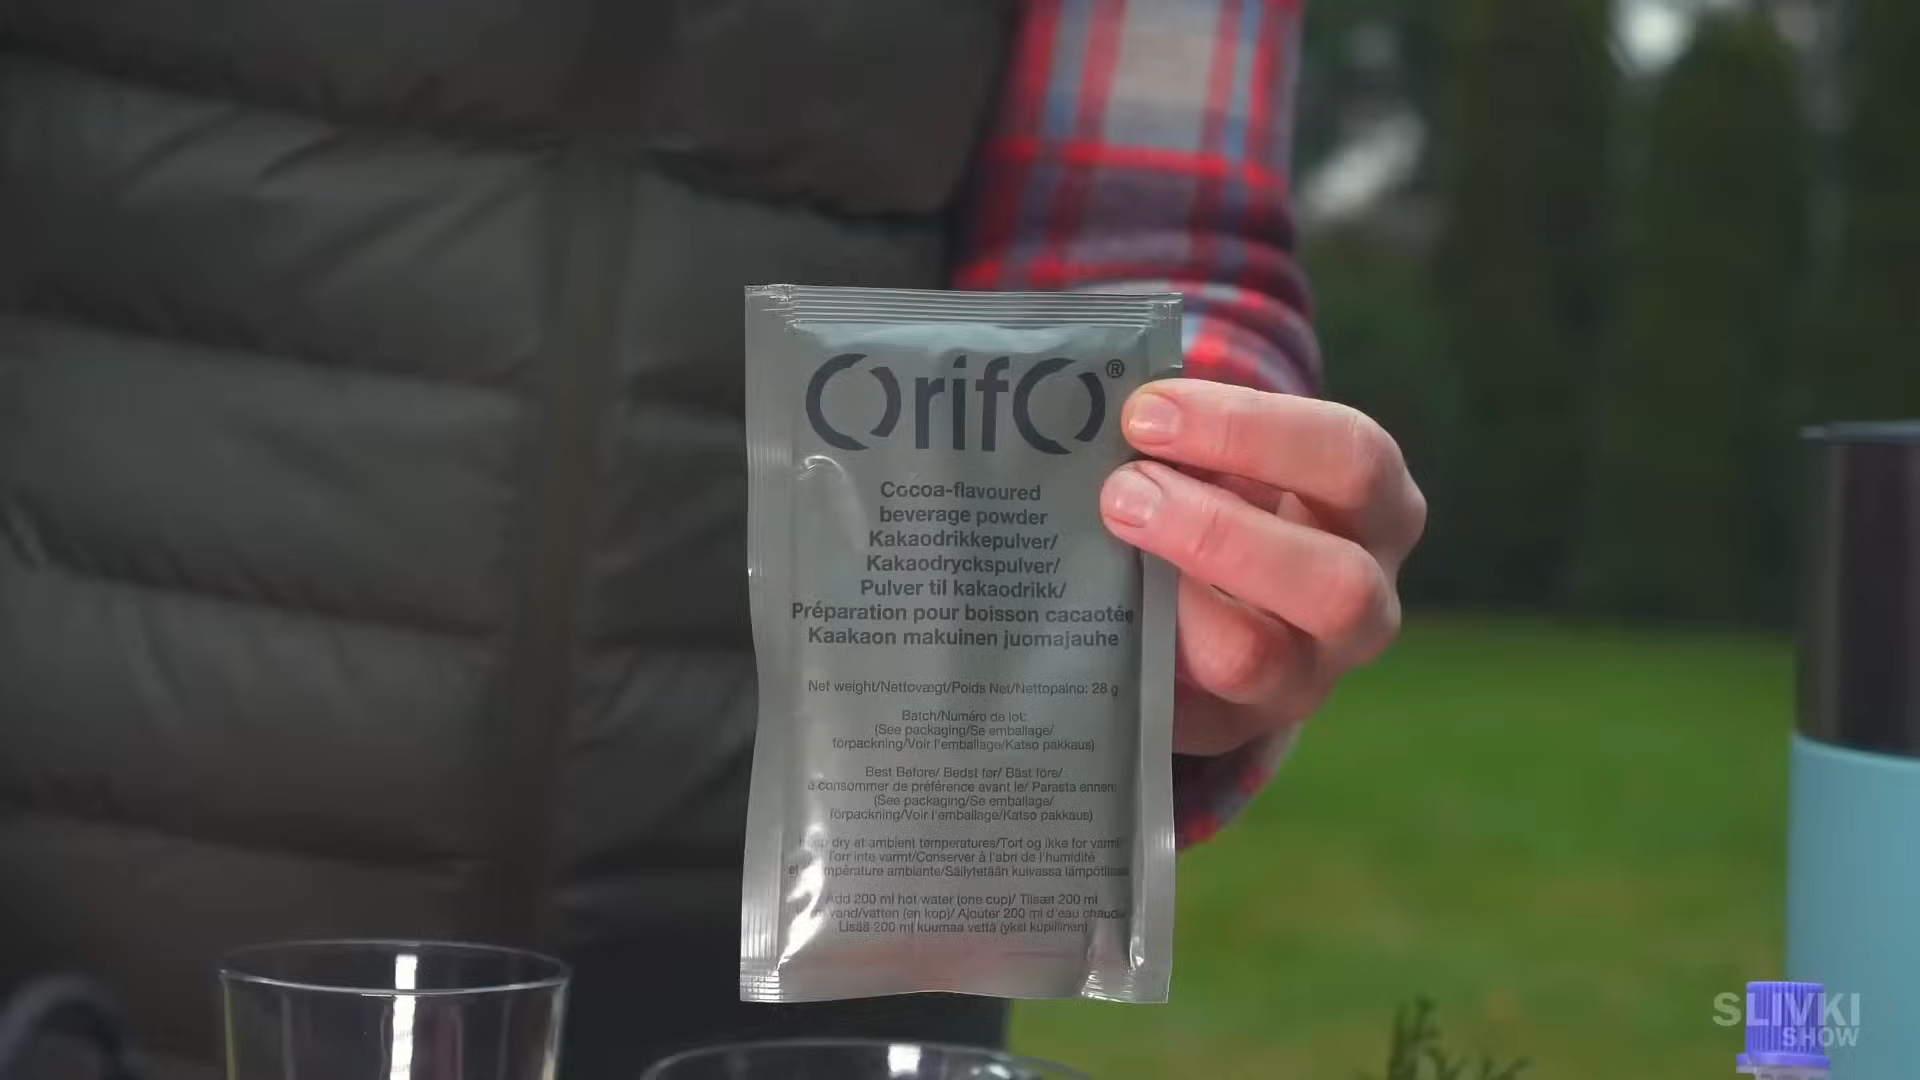 OrifO®
Cocoa-flavoured
beverage powder
Kakaodrikkepulver/
Kakaodryckspulver/
Pulver til kakaodrikk/
Préparation pour boisson cacaotée
Kaakaon makuinen juomajauhe
Net weight/Nettovægt/Poids Net/Nettopaino: 28 g
Batch/Numéro de lot:
(See packaging/Se emballage/
förpackning/Voir l'emballage/Katso pakkaus)
Best Before/ Bedst før/ Bäst före/
à consommer de préférence avant le/ Parasta ennen:
(See packaging/Se emballage/
förpackning/Voir l'emballage/Katso pakkaus)
dry at ambient temperatures/Tørt og ikke for varmt
Torr inte varmt/Conserver à l'abri de l'humidité
température ambiante/Säilytetään kuivassa
Add 200 ml hot water (one cup)/ Tilsæt 200 ml
vand/vatten (en kop)/ Ajouter 200 ml d'eau chaude
Lisää 200 ml kuumaa vettä (yksi kupillinen)
SLIVKI
SHOW